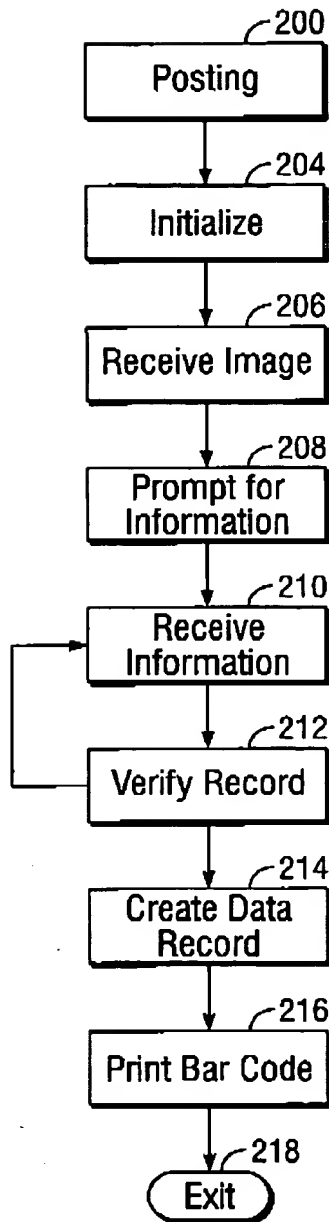 200
Posting
204
Initialize
206
Receive Image
208
Prompt for
Information
210
Receive
Information
212
Verify Record
214
Create Data
Record
216
Print Bar Code
218
Exit